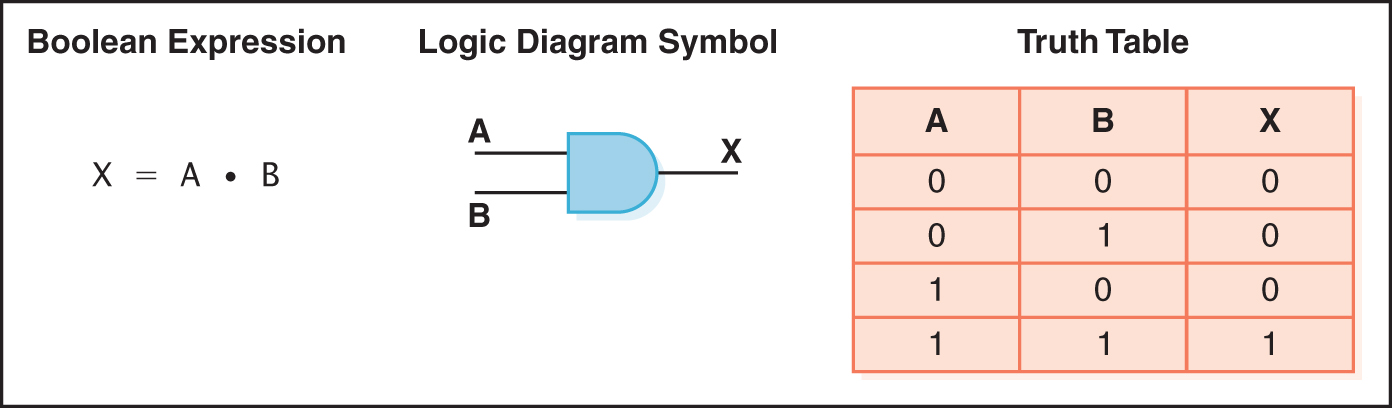 Boolean Expression
X = A • B
Logic Diagram Symbol
A
B
X
Truth Table
A B X
0 0 0
0 1 0
1 0 0
1 1 1